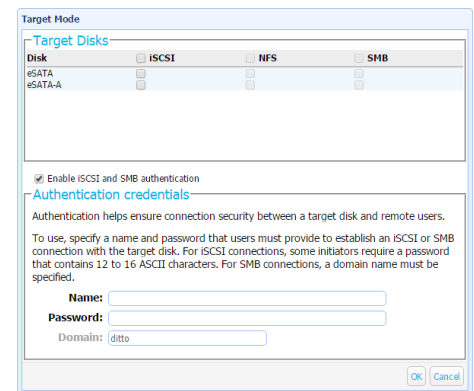 Target Mode
Target Disks
Disk iSCSI NFS SMB
eSATA
eSATA-A
Enable iSCSI and SMB authentication
Authentication credentials
Authentication helps ensure connection security between a target disk and remote users.
To use, specify a name and password that users must provide to establish an iSCSI or SMB
connection with the target disk. For iSCSI connections, some initiators require a password
that contains 12 to 16 ASCII characters. For SMB connections, a domain name must be
specified.
Name:
Password:
Domain: ditto
OK Cancel